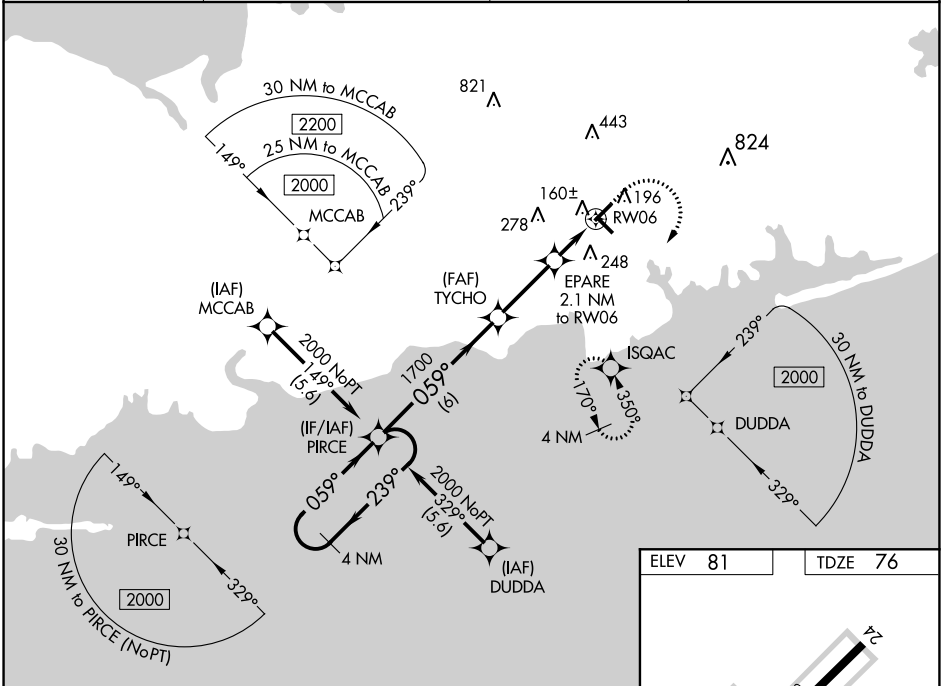 30 NM to MCCAB
2200
149°
25 NM to MCCAB
2000
239°
MCCAB
821
443
824
160±
196
RW06
278
248
EPARE
2.1 NM
to RW06
(FAF)
TYCHO
(IAF)
MCCAB
2000 NoPT
149°
(5.6)
1700
059°
(6)
(IF/IAF)
PIRCE
ISQAC
170°
350°
4 NM
239°
30 NM to DUDDA
2000
DUDDA
329°
059°
239°
4 NM
2000 NoPT
329°
(5.6)
(IAF)
DUDDA
149°
PIRCE
329°
2000
30 NM to PIRCE (NoPT)
ELEV 81
TDZE 76
24